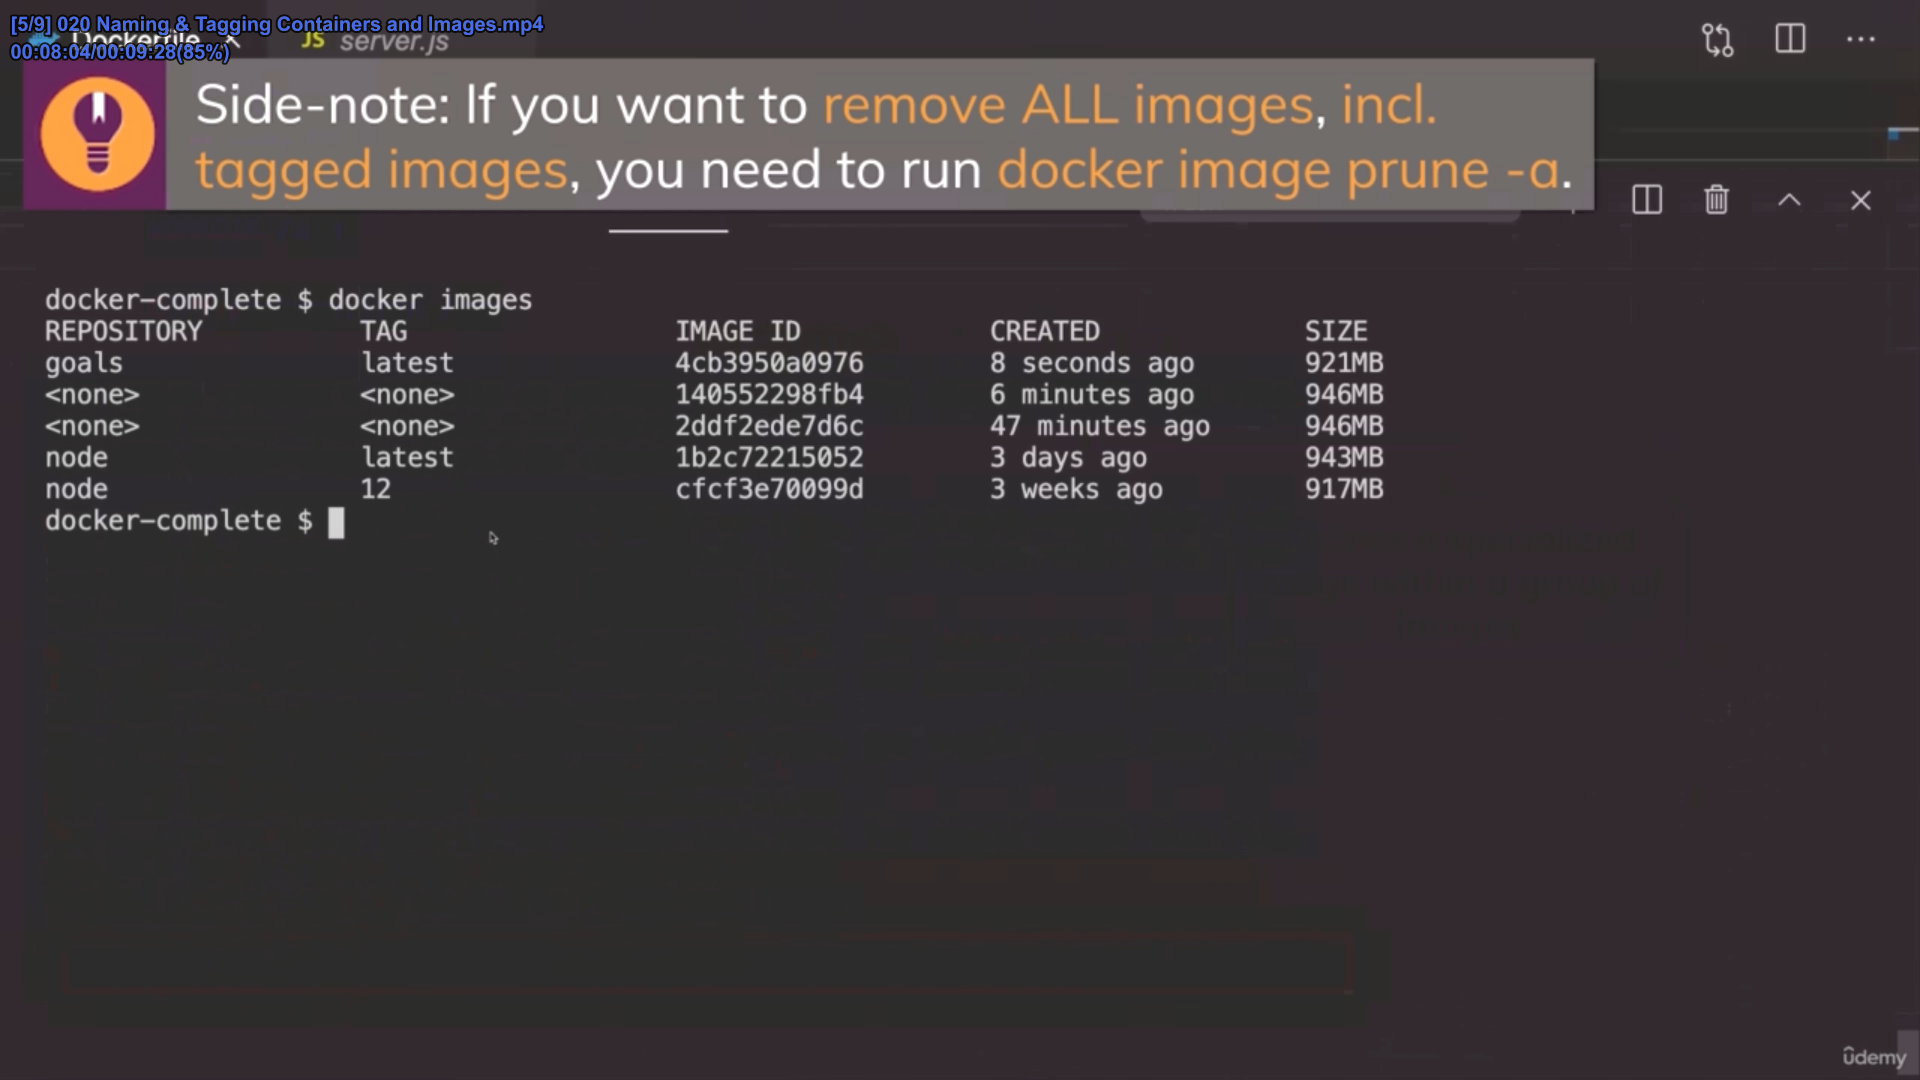 [5/9] 020 Naming & Tagging Containers and Images.mp4
Dockerfile
JS server.js
00:08:04/00:09:28(85%)
Side-note: If you want to remove ALL images, incl.
tagged images, you need to run docker image prune -a.
docker-complete $ docker images
REPOSITORY TAG IMAGE ID CREATED SIZE
goals latest 4cb3950a0976 8 seconds ago 921MB
<none> <none> 140552298fb4 6 minutes ago 946MB
<none> <none> 2ddf2ede7d6c 47 minutes ago 946MB
node latest 1b2c72215052 3 days ago 943MB
node 12 cfcf3e70099d 3 weeks ago 917MB
docker-complete $
ûdemy